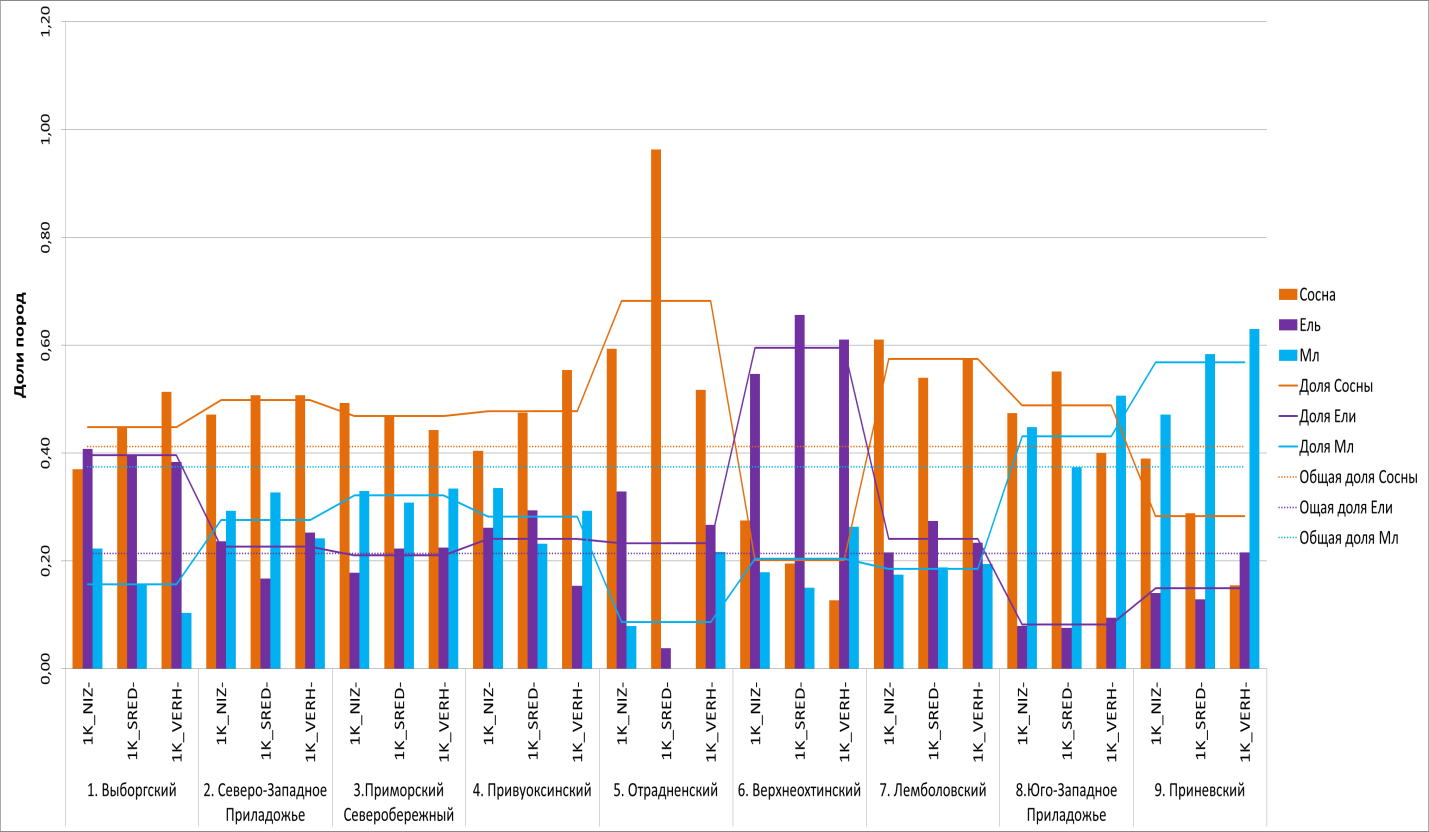 1,20
1,00
0,80
0,60
0,40
0,20
0,00
Доли пород
1K_NIZ-
1K_SRED-
1K_VERH-
1K_NIZ-
1K_SRED-
1K_VERH-
1K_NIZ-
1K_SRED-
1K_VERH-
1K_NIZ-
1K_SRED-
1K_VERH-
1K_NIZ-
1K_SRED-
1K_VERH-
1K_NIZ-
1K_SRED-
1K_VERH-
1K_NIZ-
1K_SRED-
1K_VERH-
1K_NIZ-
1K_SRED-
1K_VERH-
1K_NIZ-
1K_SRED-
1K_VERH-
1. Выборгский
2. Северо-Западное
Приладожье
3.Приморский
Северобережный
4. Привуоксинский
5. Отрадненский
6. Верхнеохтинский
7. Лемболовский
8.Юго-Западное
Приладожье
9. Приневский
Сосна
Ель
Мл
Доля Сосны
Доля Ели
Доля Мл
Общая доля Сосны
Ощая доля Ели
Общая доля Мл